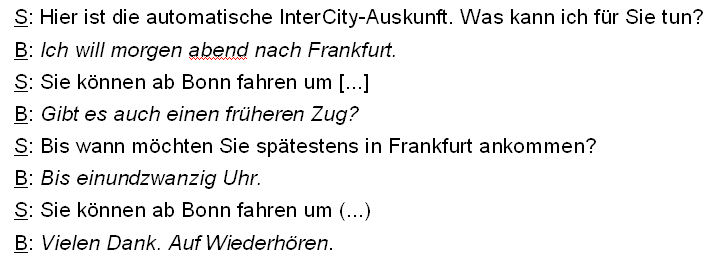 S: Hier ist die automatische InterCity-Auskunft. Was kann ich für Sie tun?
B: Ich will morgen abend nach Frankfurt.
S: Sie können ab Bonn fahren um [...]
B: Gibt es auch einen früheren Zug?
S: Bis wann möchten Sie spätestens in Frankfurt ankommen?
B: Bis einundzwanzig Uhr.
S: Sie können ab Bonn fahren um (...)
B: Vielen Dank. Auf Wiederhören.